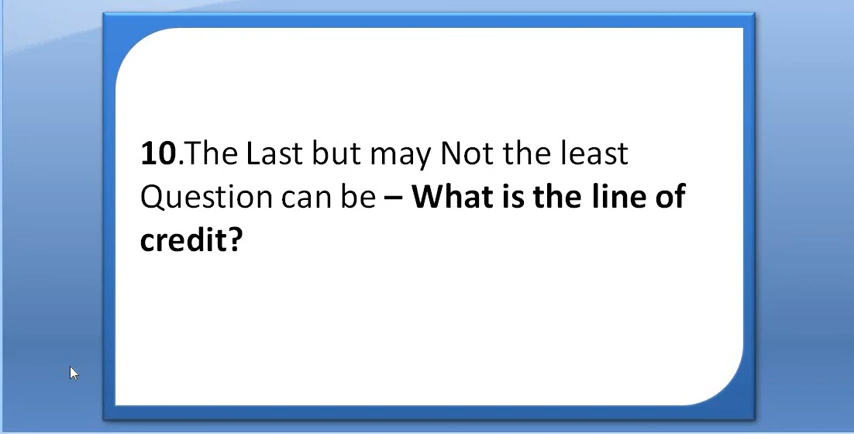 10.The Last but may Not the least
Question can be – What is the line of
credit?